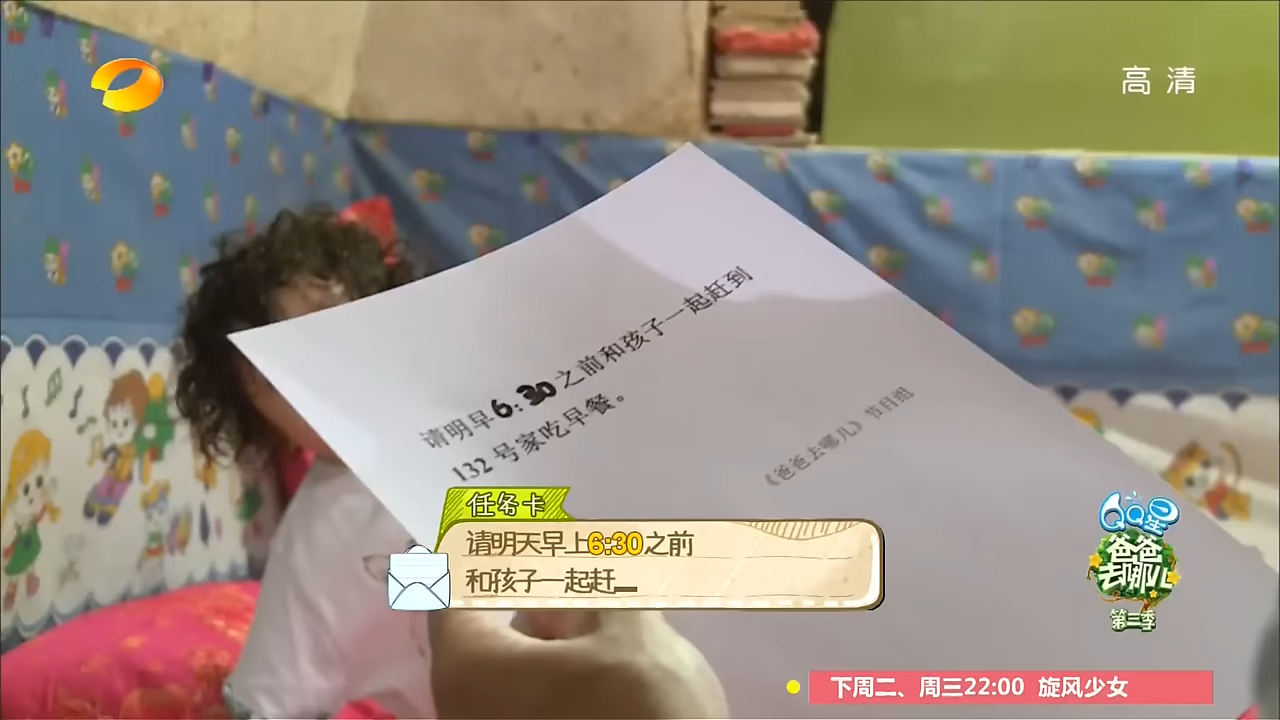 高清
请明早6:30之前和孩子一起赶到
132号家吃早餐。
《爸爸去哪儿》节目组
任务卡
请明天早上6:30之前
和孩子一起赶
QQ星
爸爸
去哪儿
第三季
下周二、周三22:00 旋风少女